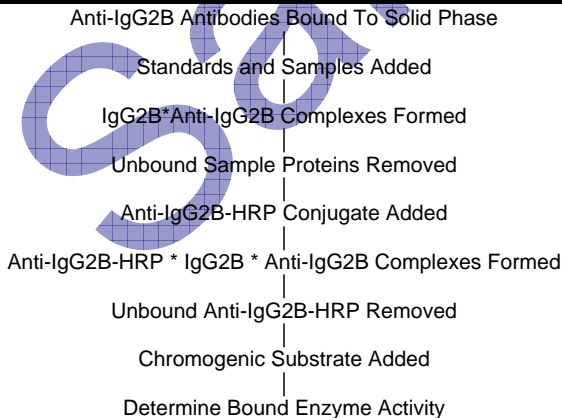 Anti-IgG2B Antibodies Bound To Solid Phase
Standards and Samples Added
IgG2B*Anti-IgG2B Complexes Formed
Unbound Sample Proteins Removed
Anti-IgG2B-HRP Conjugate Added
Anti-IgG2B-HRP * IgG2B * Anti-IgG2B Complexes Formed
Unbound Anti-IgG2B-HRP Removed
Chromogenic Substrate Added
Determine Bound Enzyme Activity